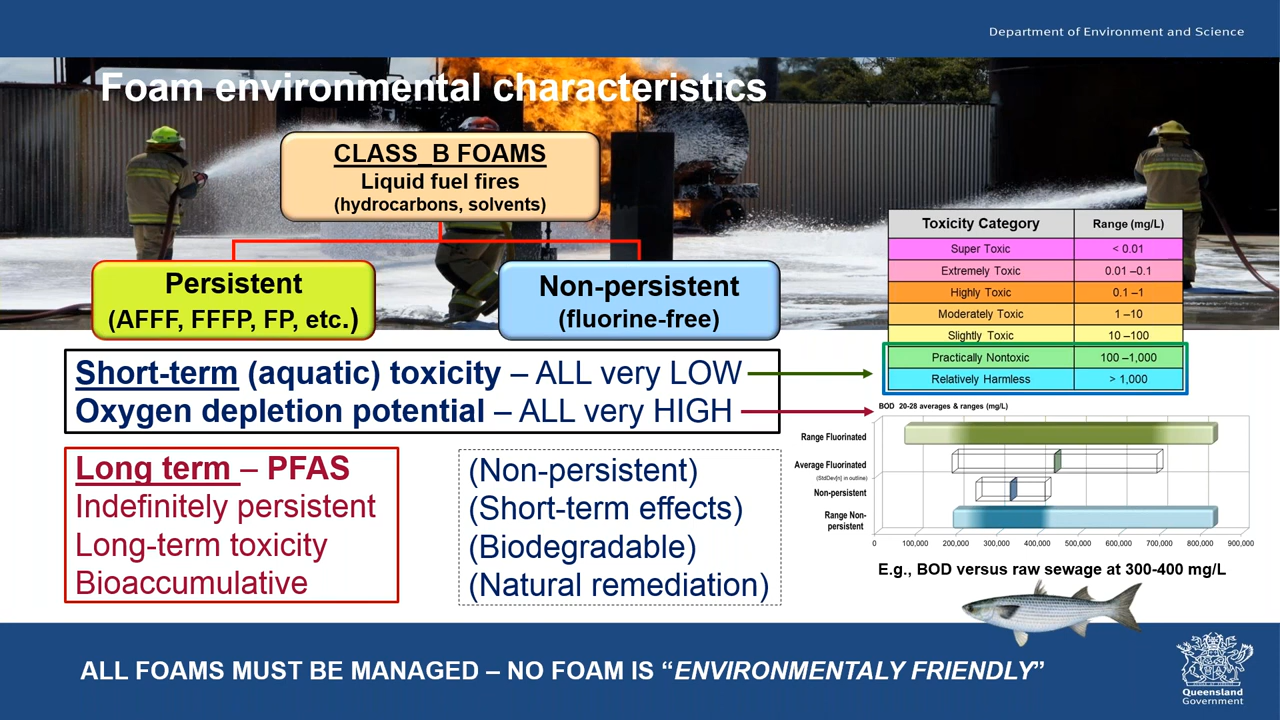 Department of Environment and Science
Foam environmental characteristics
CLASS_B FOAMS
Liquid fuel fires
(hydrocarbons, solvents)
Persistent
(AFFF, FFFP, FP, etc.)
Non-persistent
(fluorine-free)
Toxicity Category Range (mg/L)
Super Toxic < 0.01
Extremely Toxic 0.01 –0.1
Highly Toxic 0.1 –1
Moderately Toxic 1 –10
Slightly Toxic 10 –100
Practically Nontoxic 100 –1,000
Relatively Harmless > 1,000
Short-term (aquatic) toxicity – ALL very LOW
Oxygen depletion potential – ALL very HIGH
Long term – PFAS
Indefinitely persistent
Long-term toxicity
Bioaccumulative
(Non-persistent)
(Short-term effects)
(Biodegradable)
(Natural remediation)
BOD 20-28 averages & ranges (mg/L)
Range Fluorinated
Average Fluorinated
(StdDev[n] in outline)
Non-persistent
Range Non-
persistent
0 100,000 200,000 300,000 400,000 500,000 600,000 700,000 800,000 900,000
E.g., BOD versus raw sewage at 300-400 mg/L
ALL FOAMS MUST BE MANAGED – NO FOAM IS “ENVIRONMENTALY FRIENDLY”
Queensland
Government